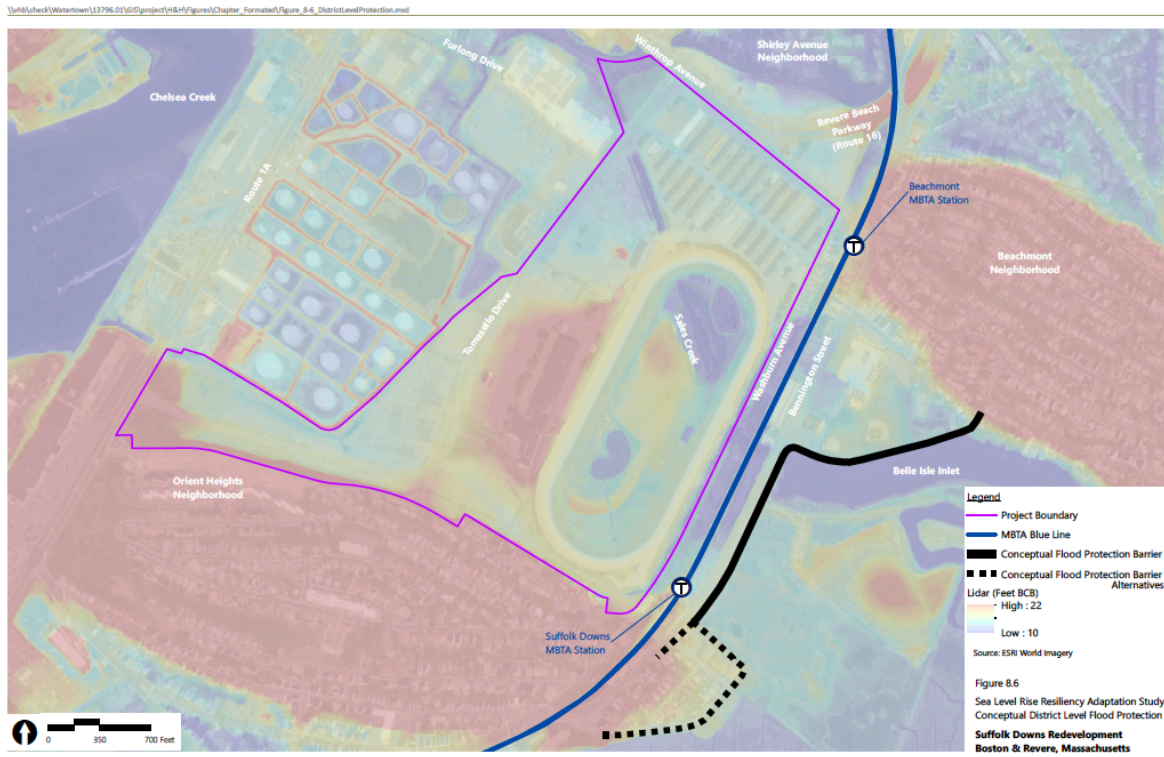 \\vhb\check\Watertown\13796.01\GIS\project\H&H\Figures\Chapter_Formated\Figure_8-6_DistrictLevelProtection.mxd
Chelsea Creek
Furlong Drive
Winthrop Avenue
Shirley Avenue
Neighborhood
Revere Beach
Parkway
(Route 16)
Route 1A
Beachmont
MBTA Station
T
Beachmont
Neighborhood
Tomasello Drive
Sales Creek
Washburn Avenue
Bennington Street
Orient Heights
Neighborhood
Belle Isle Inlet
T
Suffolk Downs
MBTA Station
0 350 700 Feet
Legend
Project Boundary
MBTA Blue Line
Conceptual Flood Protection Barrier
Conceptual Flood Protection Barrier
Alternatives
Lidar (Feet BCB)
High : 22
Low : 10
Source: ESRI World Imagery
Figure 8.6
Sea Level Rise Resiliency Adaptation Study
Conceptual District Level Flood Protection
Suffolk Downs Redevelopment
Boston & Revere, Massachusetts